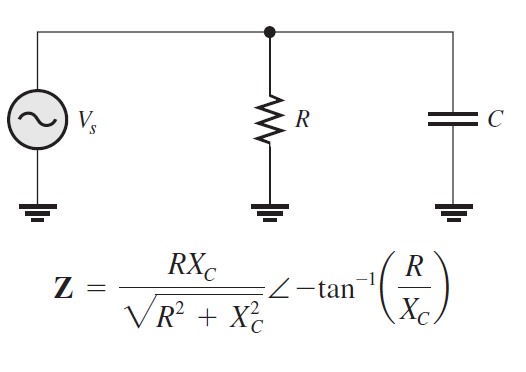 V_s
R
C
Z = RX_C / √(R² + X_C²) ∠ −tan⁻¹(R / X_C)